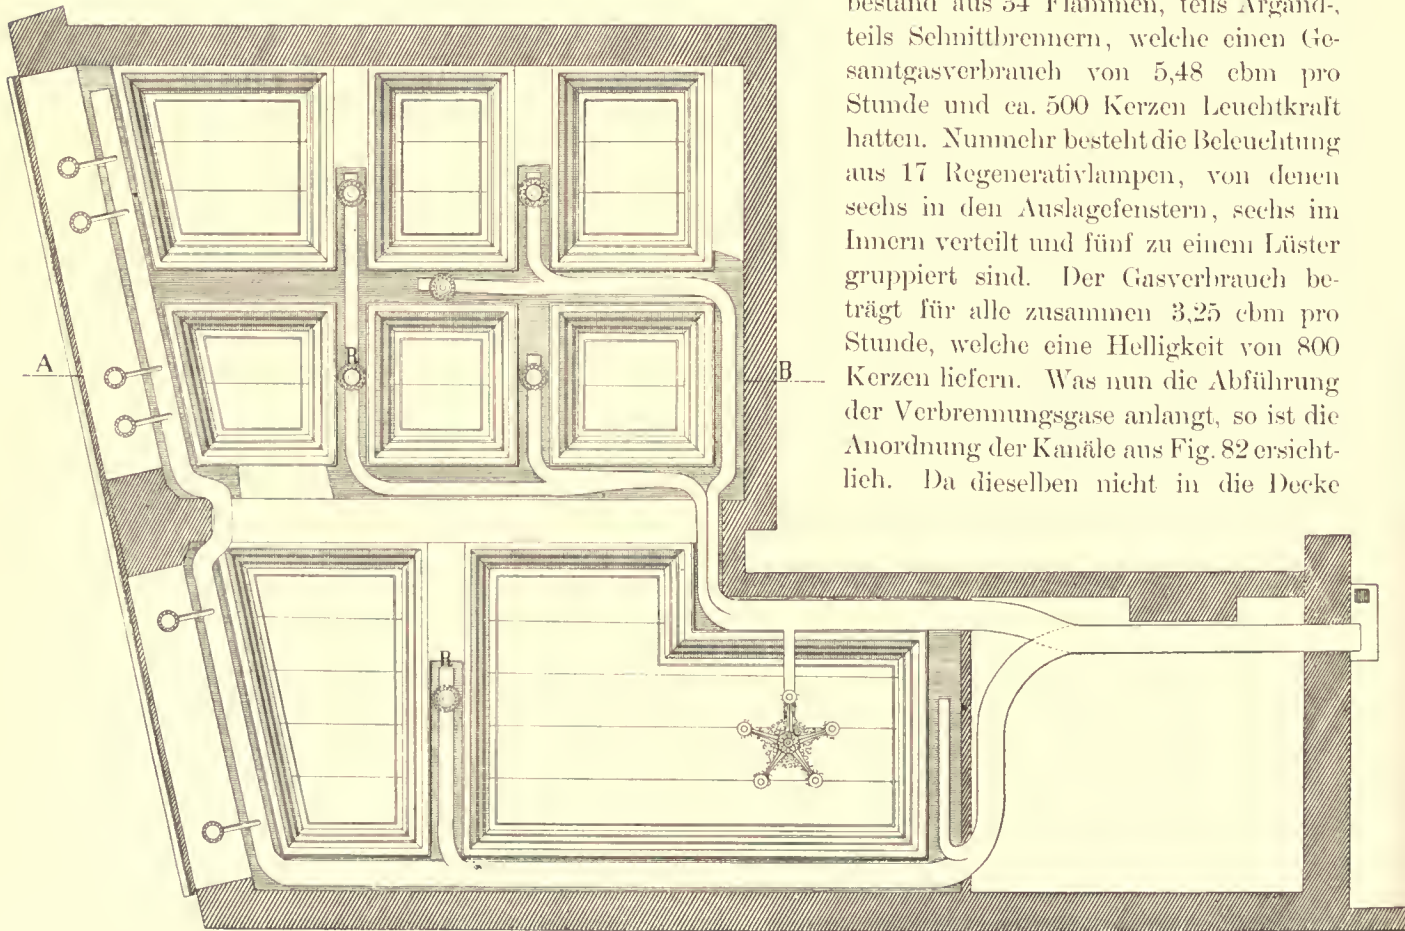 bestand aus 54 Flammen, teils Argand-,
teils Schnittbrennern, welche einen Ge-
samtgasverbrauch von 5,48 cbm pro
Stunde und ca. 500 Kerzen Leuchtkraft
hatten. Nunmehr besteht die Beleuchtung
aus 17 Regenerativlampen, von denen
sechs in den Auslagefenstern, sechs im
Innern verteilt und fünf zu einem Lüster
gruppiert sind. Der Gasverbrauch be-
trägt für alle zusammen 3,25 cbm pro
Stunde, welche eine Helligkeit von 800
Kerzen liefern. Was nun die Abführung
der Verbrennungsgase anlangt, so ist die
Anordnung der Kanäle aus Fig. 82 ersicht-
lich. Da dieselben nicht in die Decke
A
R
B
R